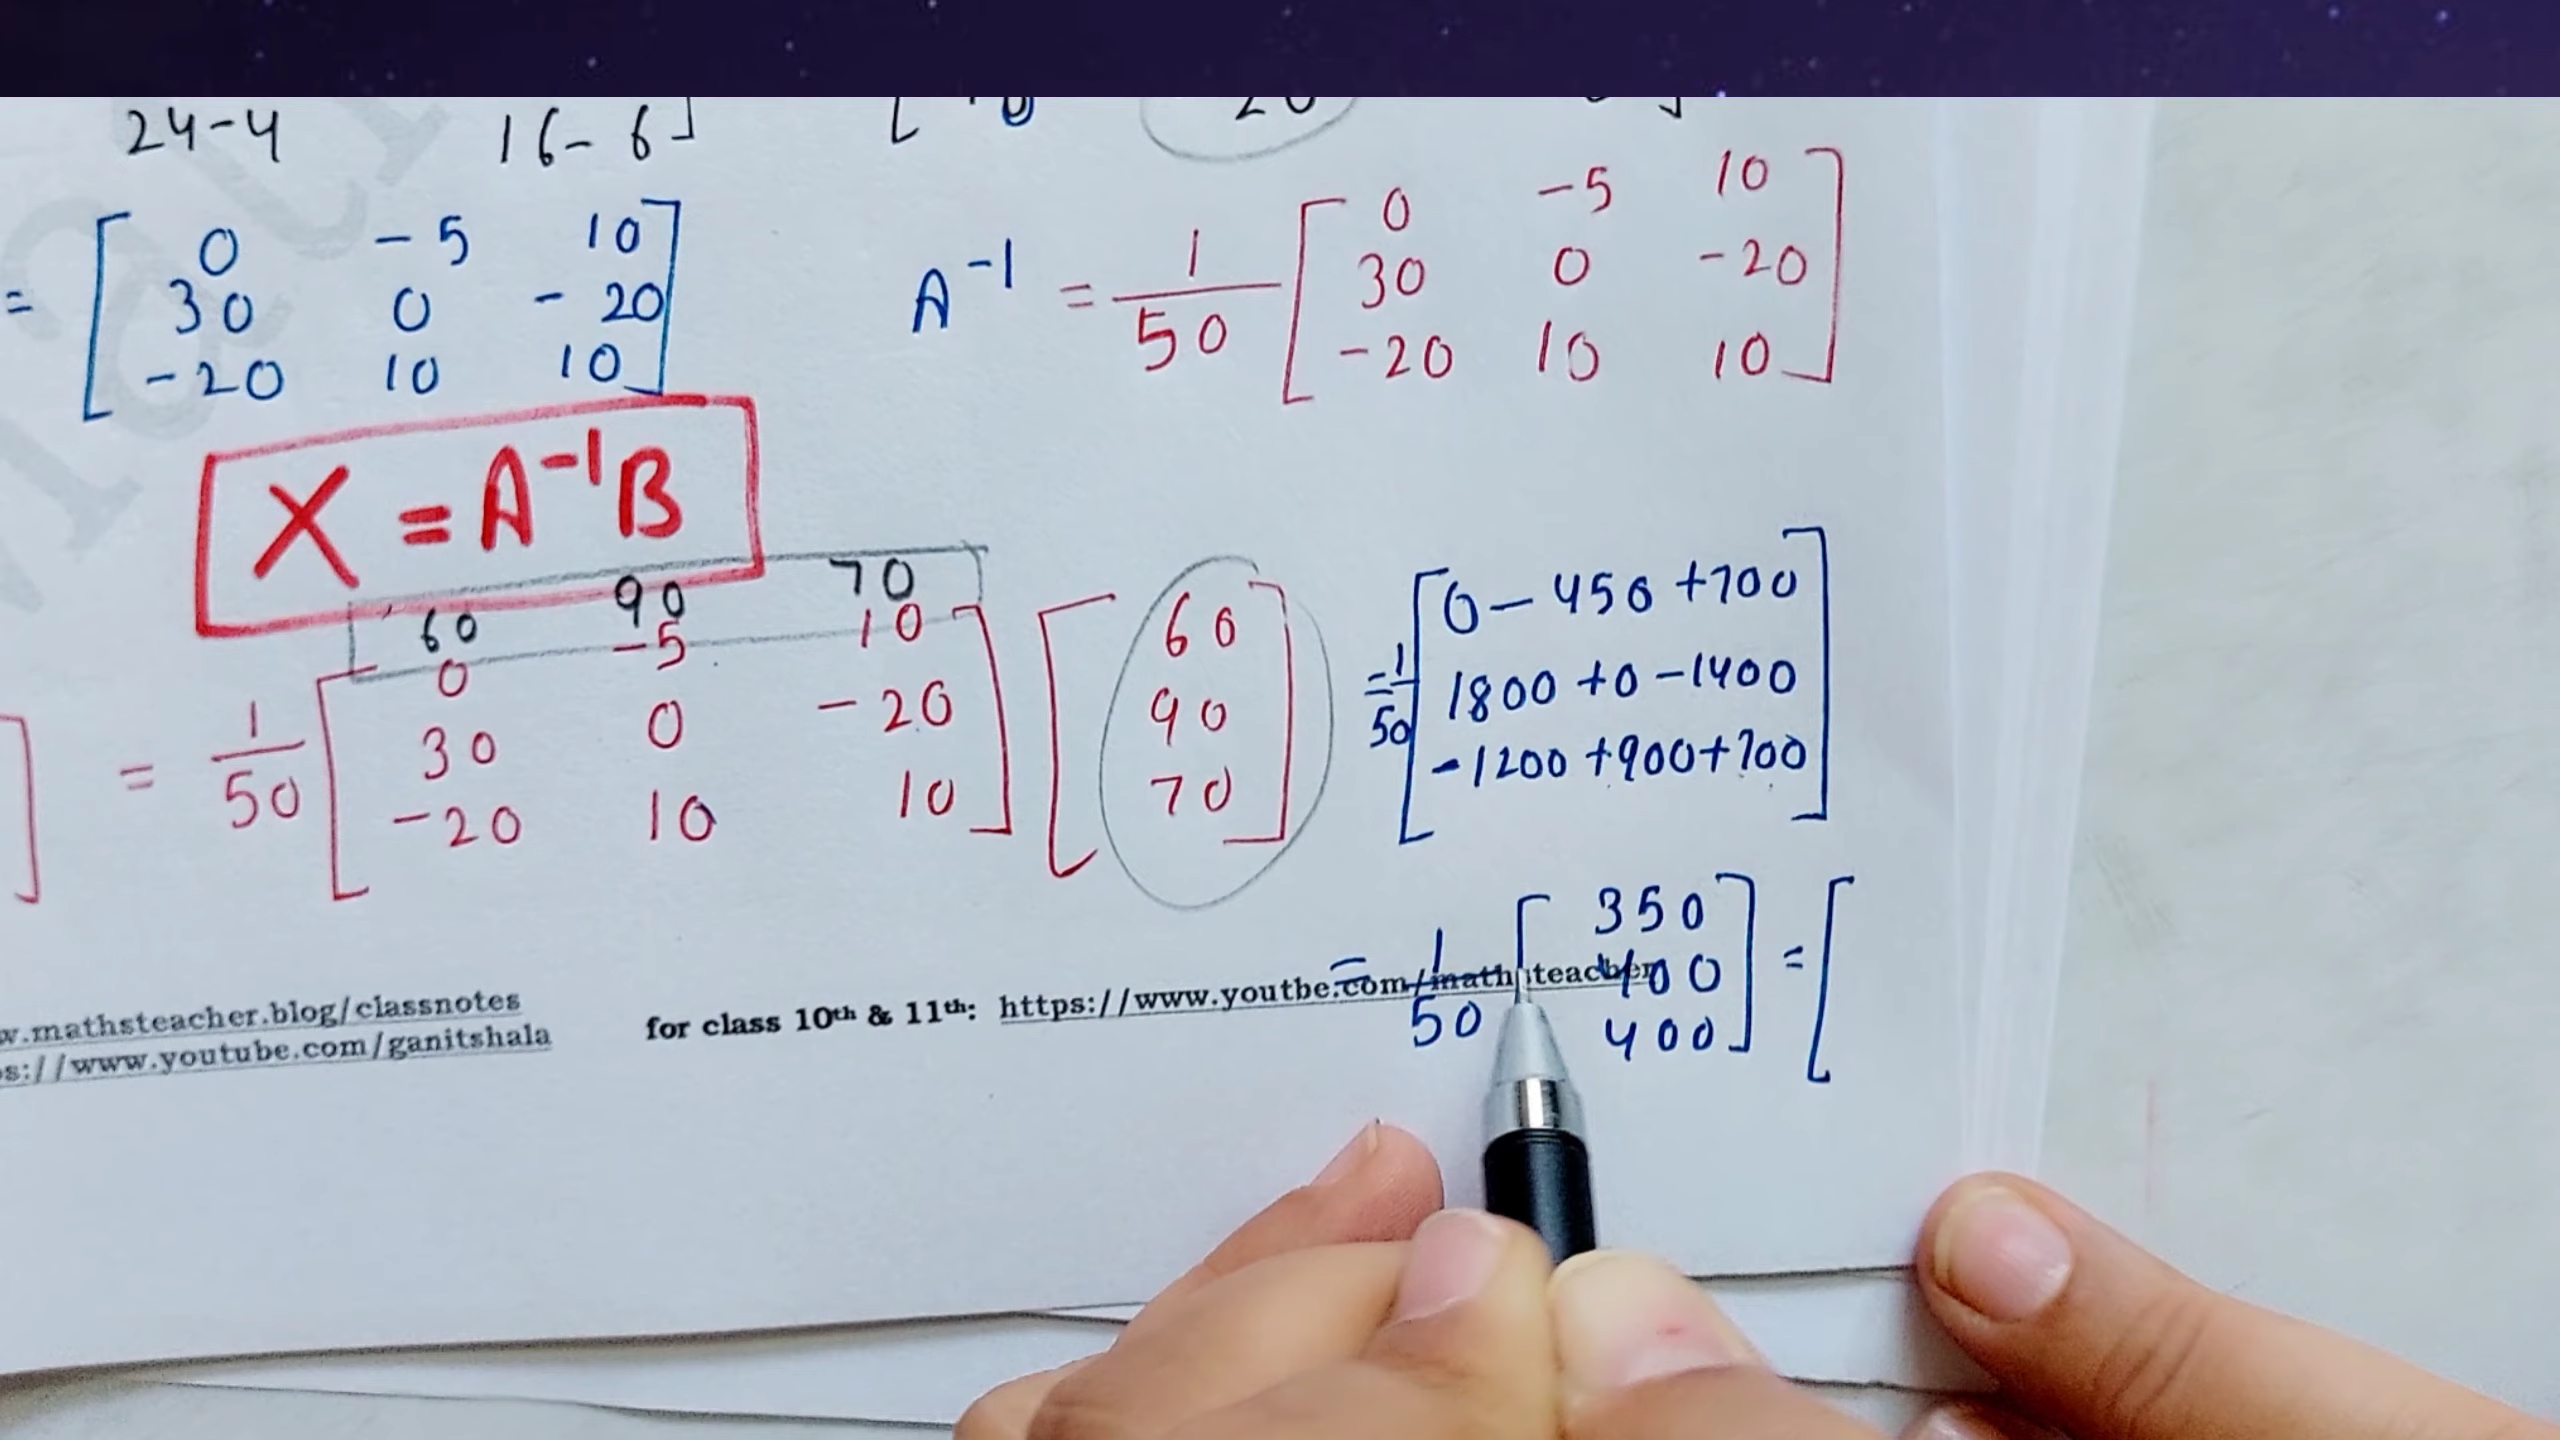 24-4 16-6]
= [0 -5 10
30 0 -20
-20 10 10]
A⁻¹ = 1/50 [0 -5 10
30 0 -20
-20 10 10]
X = A⁻¹B
60 90 70
] = 1/50 [0 -5 10
30 0 -20
-20 10 10] [60
90
70]
= 1/50 [0-450+700
1800+0-1400
-1200+900+700]
= 1/50 [350
400
400] = [
w.mathsteacher.blog/classnotes
s://www.youtube.com/ganitshala
for class 10th & 11th: https://www.youtbe.com/mathsteacher